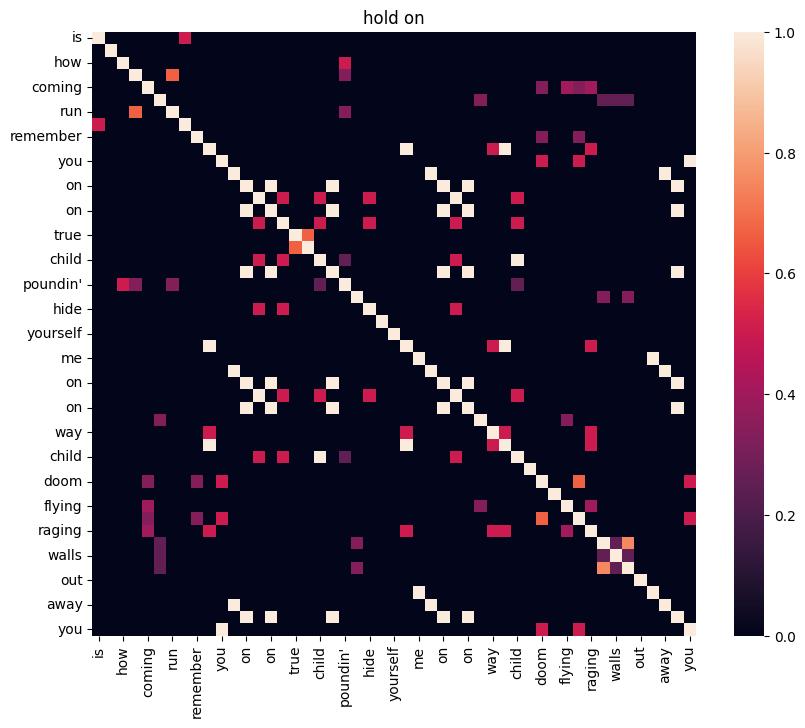 hold on
is
how
coming
run
remember
you
on
on
true
child
poundin'
hide
yourself
me
on
on
way
child
doom
flying
raging
walls
out
away
you
is
how
coming
run
remember
you
on
on
true
child
poundin'
hide
yourself
me
on
on
way
child
doom
flying
raging
walls
out
away
you
1.0
0.8
0.6
0.4
0.2
0.0